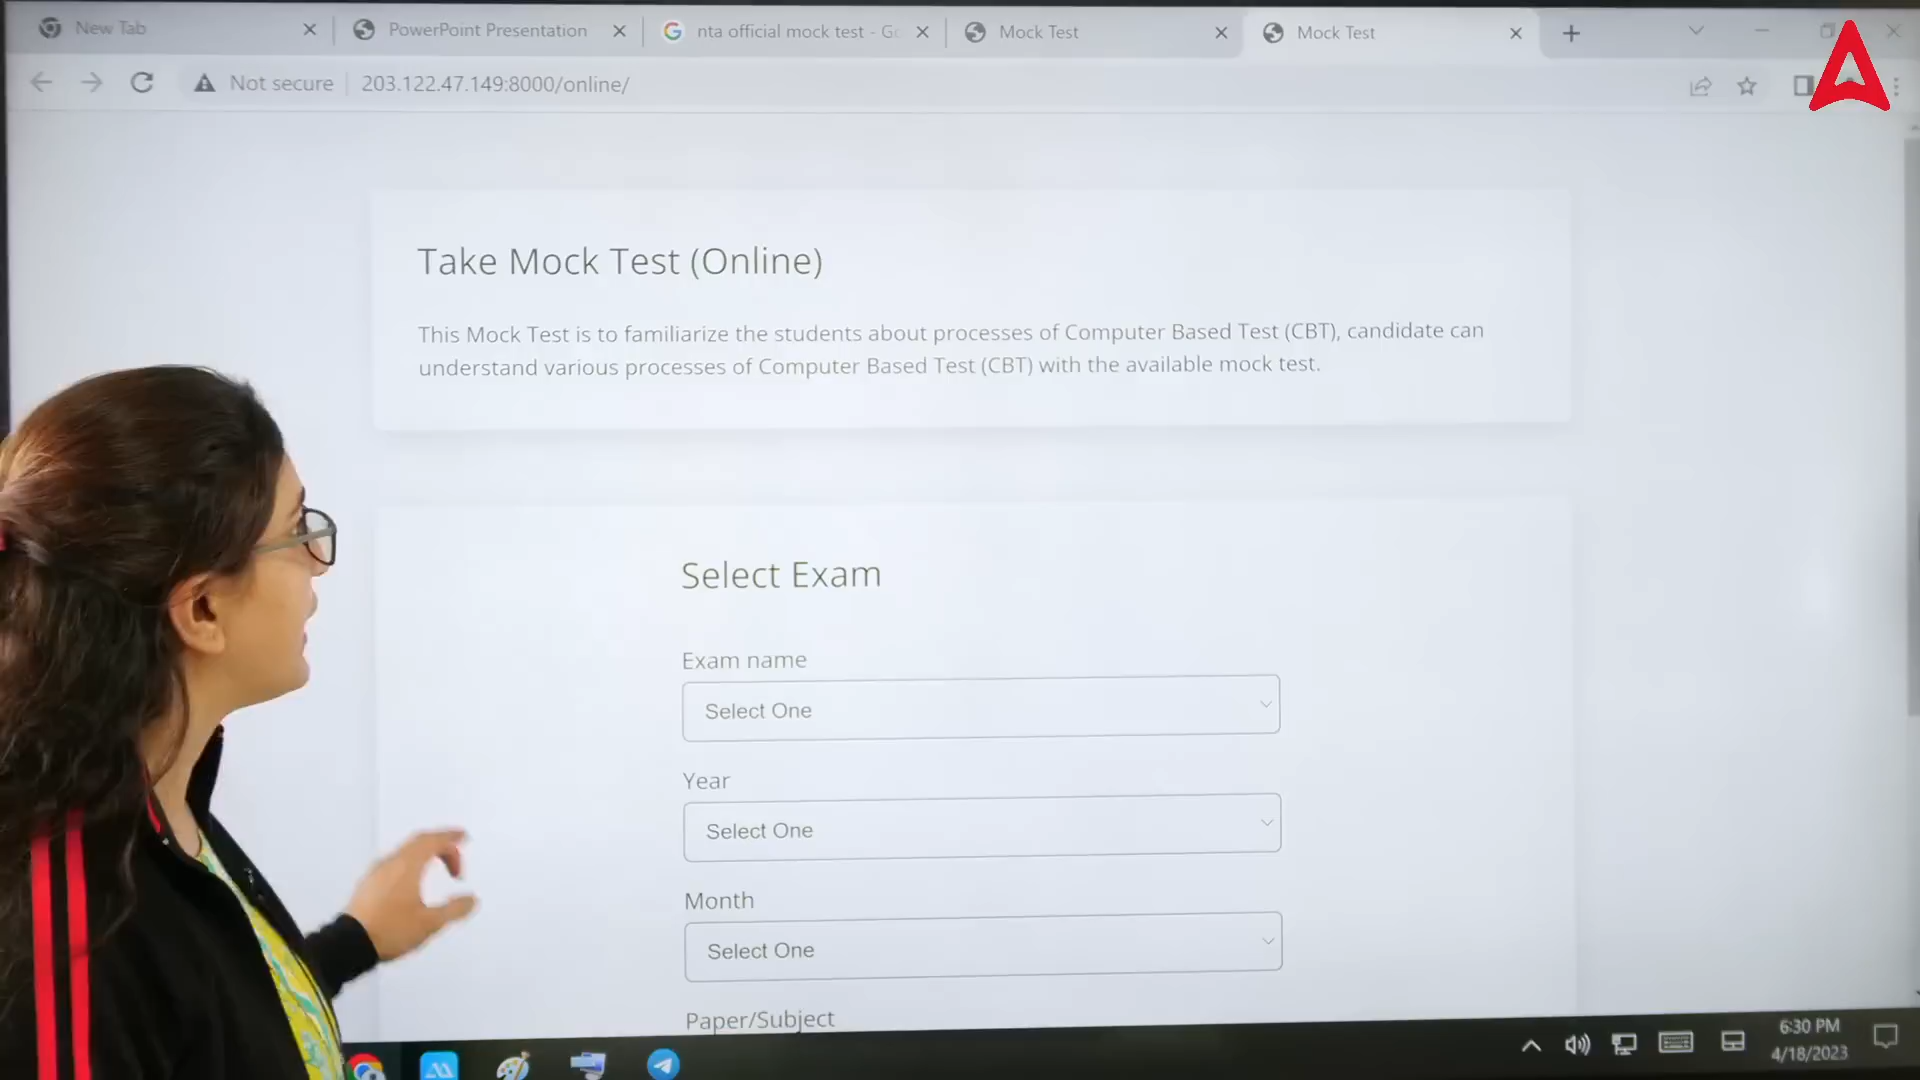 New Tab
PowerPoint Presentation
nta official mock test - Go
Mock Test
Mock Test
Not secure
203.122.47.149:8000/online/
Take Mock Test (Online)
This Mock Test is to familiarize the students about processes of Computer Based Test (CBT), candidate can
understand various processes of Computer Based Test (CBT) with the available mock test.
Select Exam
Exam name
Select One
Year
Select One
Month
Select One
Paper/Subject
6:30 PM
4/18/2023